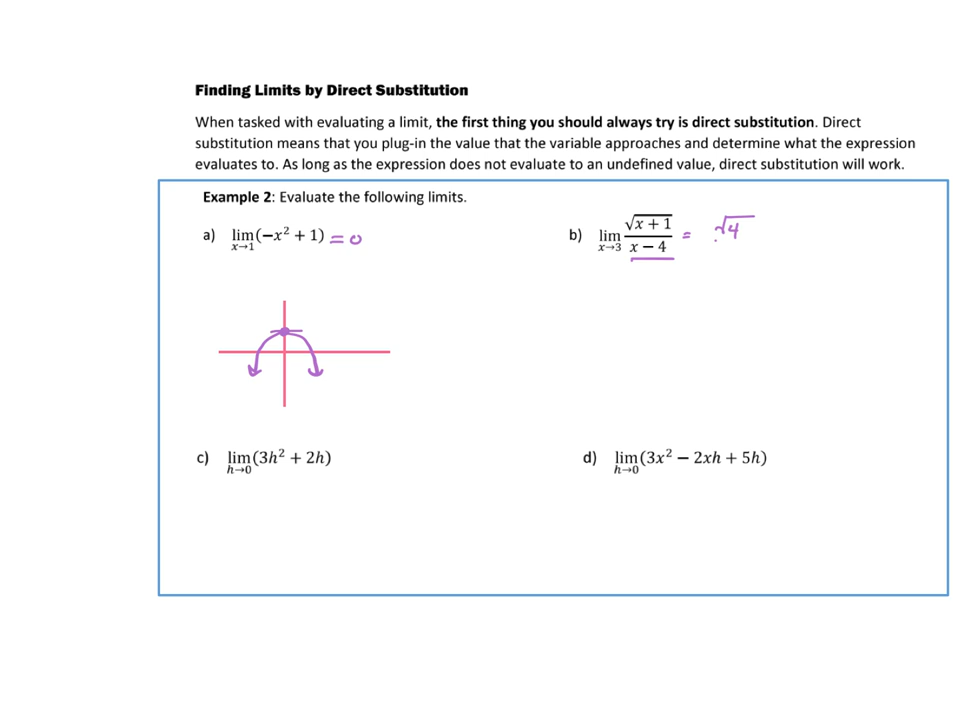 Finding Limits by Direct Substitution
When tasked with evaluating a limit, the first thing you should always try is direct substitution. Direct
substitution means that you plug-in the value that the variable approaches and determine what the expression
evaluates to. As long as the expression does not evaluate to an undefined value, direct substitution will work.
Example 2: Evaluate the following limits.
a) lim(−x² + 1) = 0
x→1
b) lim √(x + 1) / (x − 4) = √4
x→3
c) lim(3h² + 2h)
h→0
d) lim(3x² − 2xh + 5h)
h→0